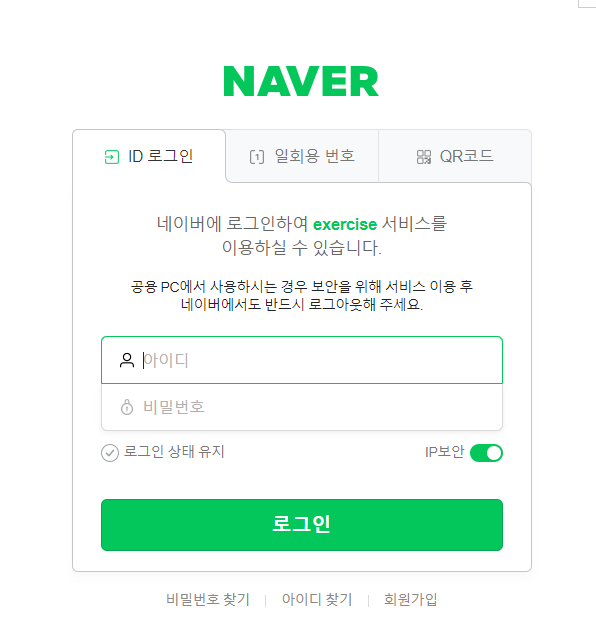 NAVER
ID 로그인
1 일회용 번호
QR코드
네이버에 로그인하여 exercise 서비스를
이용하실 수 있습니다.
공용 PC에서 사용하시는 경우 보안을 위해 서비스 이용 후
네이버에서도 반드시 로그아웃해 주세요.
아이디
비밀번호
로그인 상태 유지
IP보안
로그인
비밀번호 찾기 | 아이디 찾기 | 회원가입